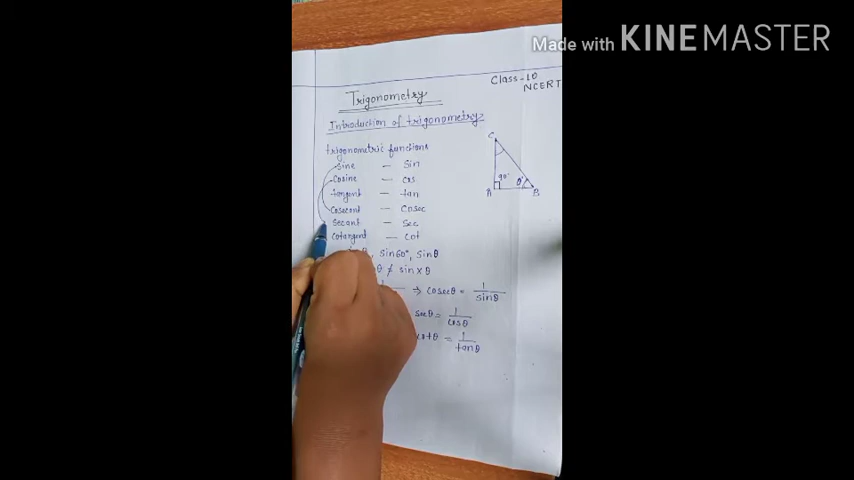 Made with KINEMASTER
Class-10
NCERT
Trigonometry
Introduction of trigonometry
trigonometric functions
Sine - Sin
Cosine - cos
tangent - tan
Cosecant - Cosec
Secant - Sec
Cotangent - cot
C
90°
θ
A
B
, sin60°, sinθ
θ ≠ sin×θ
→ cosecθ = 1/sinθ
secθ = 1/cosθ
cotθ = 1/tanθ